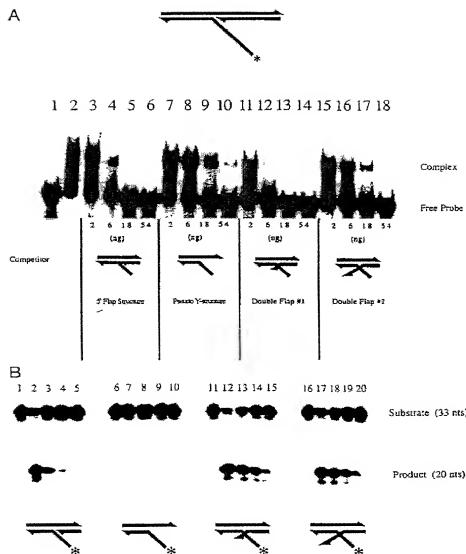 A
*
1 2 3 4 5 6 7 8 9 10 11 12 13 14 15 16 17 18
Complex
Free Probe
2 6 18 54 2 6 18 54 2 6 18 54 2 6 18 54
(ng) (ng) (ng) (ng)
Competitor
5' Flap Structure Pseudo Y-structure Double Flap #1 Double Flap #2
B
1 2 3 4 5 6 7 8 9 10 11 12 13 14 15 16 17 18 19 20
Substrate (33 nts)
Product (20 nts)
* * * *